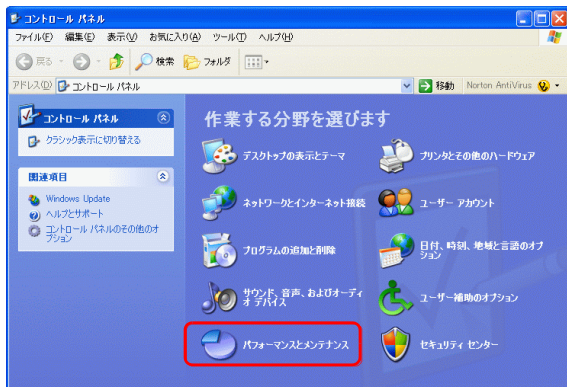 コントロール パネル
ファイル(F) 編集(E) 表示(V) お気に入り(A) ツール(T) ヘルプ(H)
戻る 検索 フォルダ
アドレス(D) コントロール パネル 移動 Norton AntiVirus
コントロール パネル
クラシック表示に切り替える
関連項目
Windows Update
ヘルプとサポート
コントロール パネルのその他のオ
プション
作業する分野を選びます
デスクトップの表示とテーマ
プリンタとその他のハードウェア
ネットワークとインターネット接続
ユーザー アカウント
プログラムの追加と削除
日付、時刻、地域と言語のオプ
ション
サウンド、音声、およびオーディ
オ デバイス
ユーザー補助のオプション
パフォーマンスとメンテナンス
セキュリティ センター